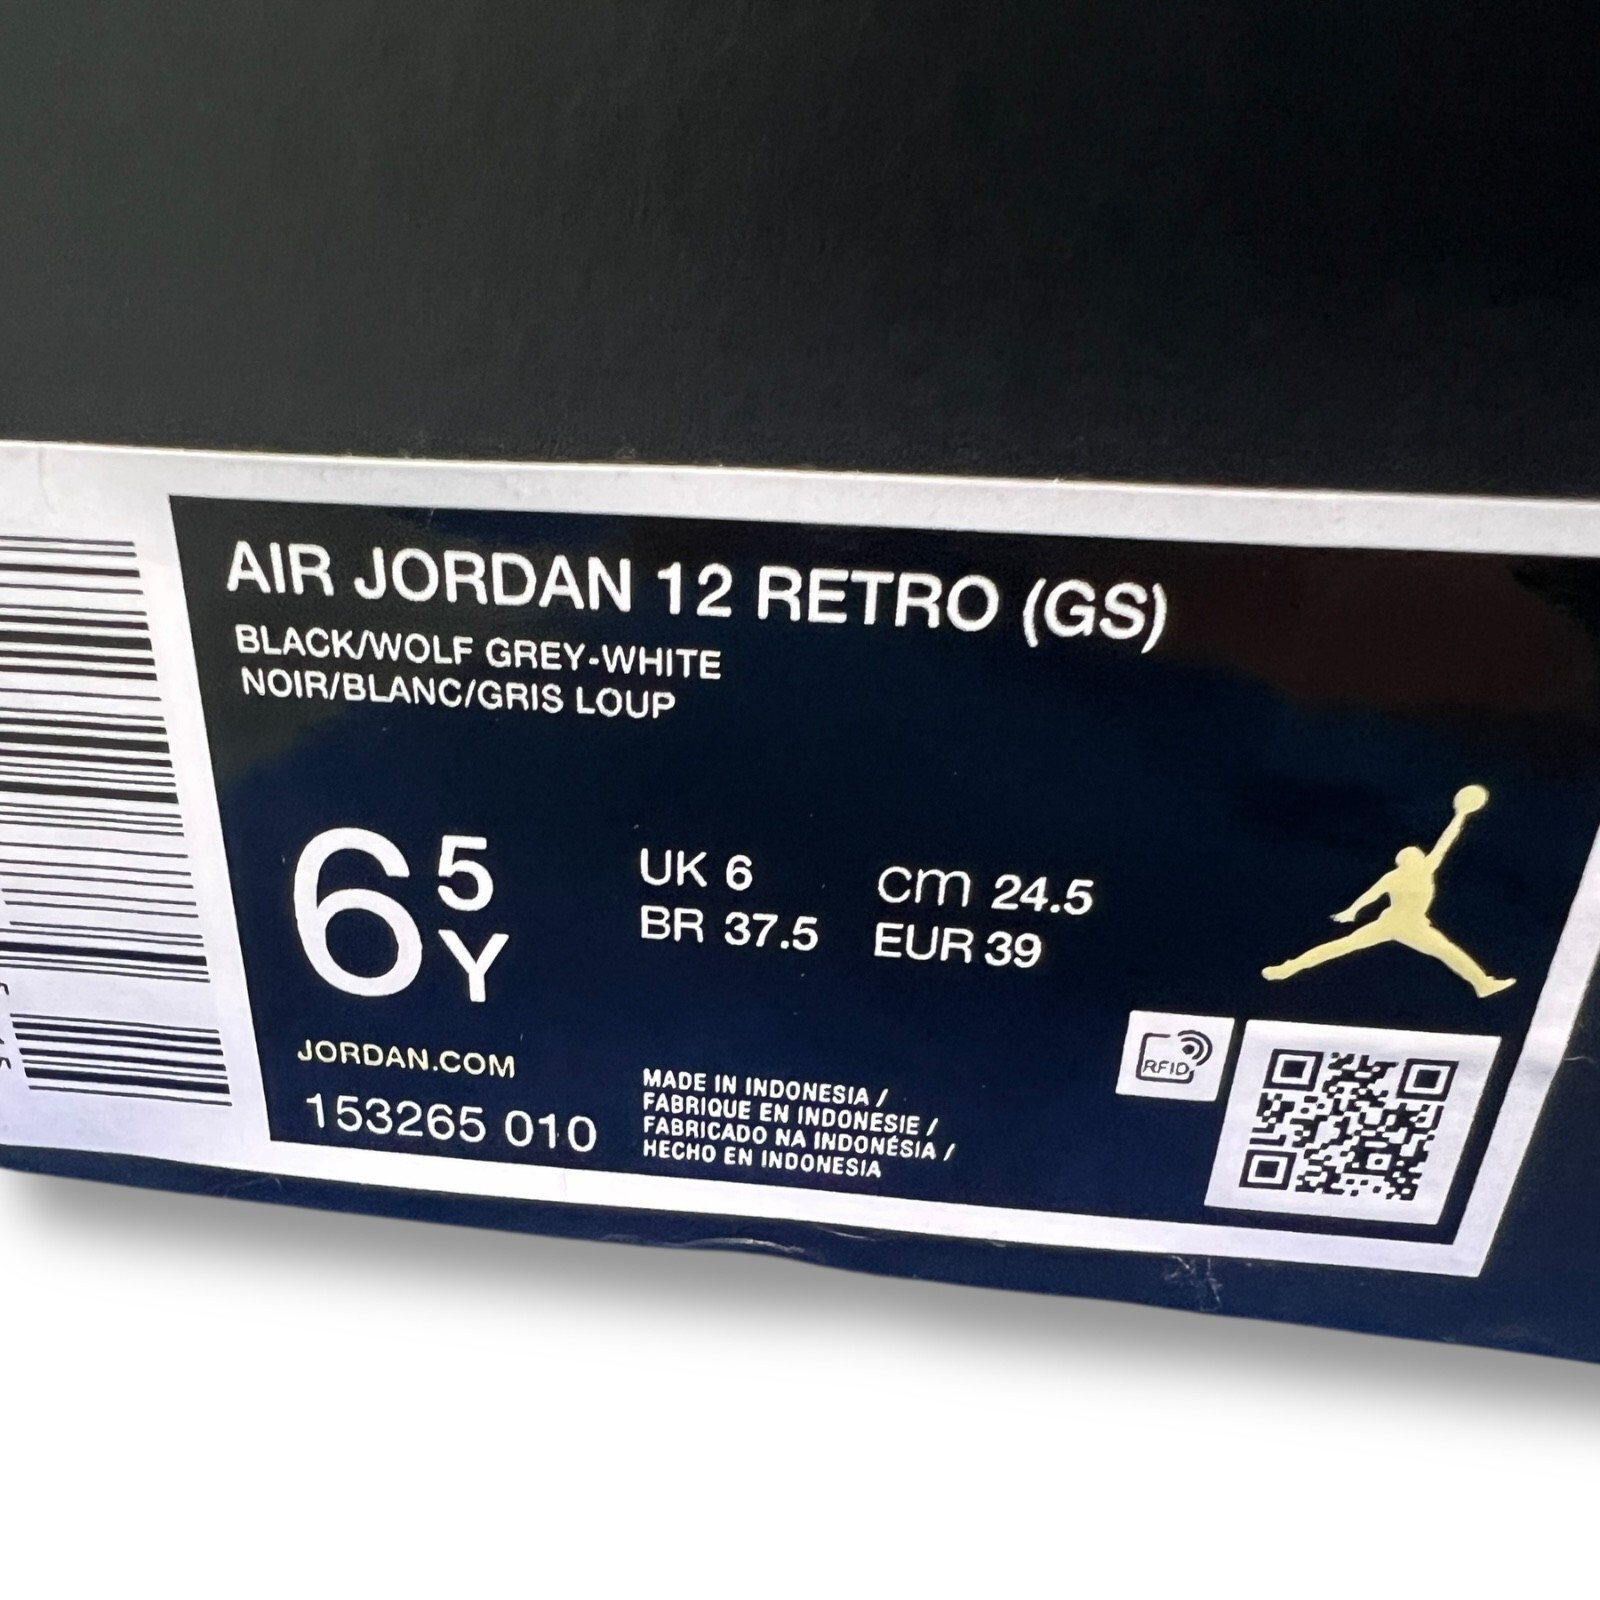 AIR JORDAN 12 RETRO (GS)
BLACK/WOLF GREY-WHITE
NOIR/BLANC/GRIS LOUP
6 5 Y
UK 6
BR 37.5
cm 24.5
EUR 39
JORDAN.COM
153265 010
MADE IN INDONESIA /
FABRIQUE EN INDONESIE /
FABRICADO NA INDONÉSIA /
HECHO EN INDONESIA
RFID